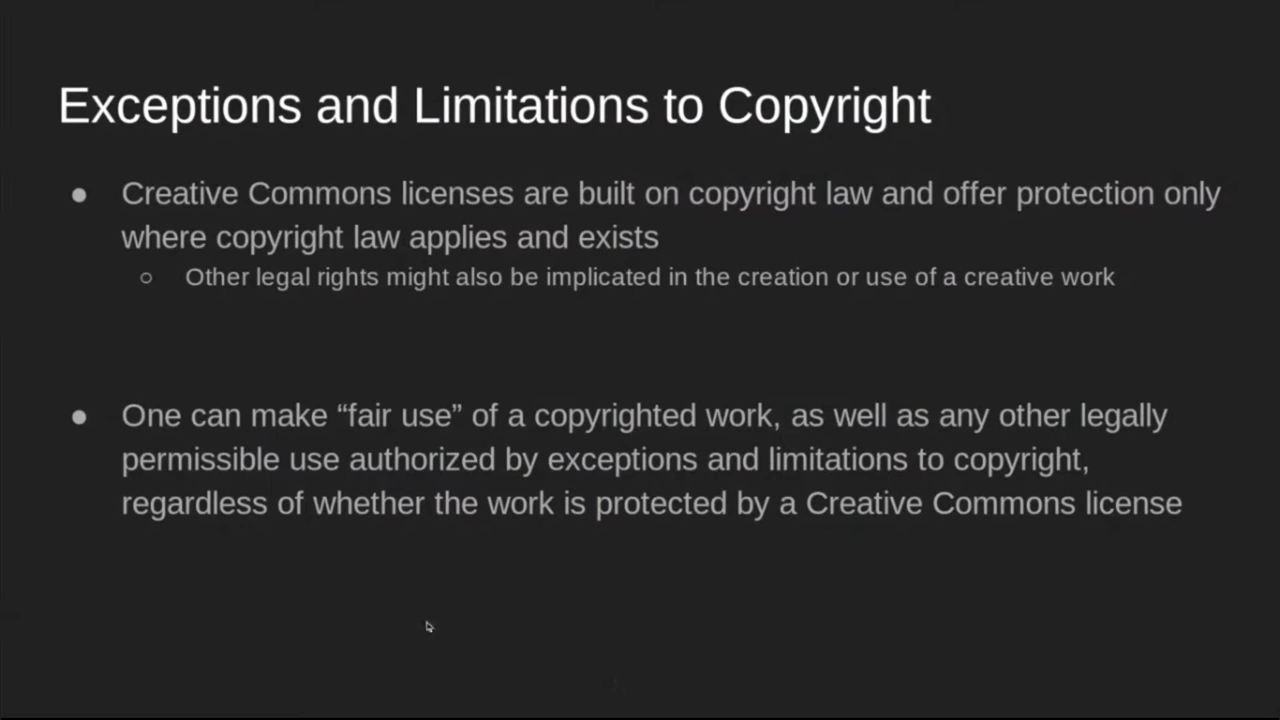 Exceptions and Limitations to Copyright
● Creative Commons licenses are built on copyright law and offer protection only
where copyright law applies and exists
○ Other legal rights might also be implicated in the creation or use of a creative work
● One can make “fair use” of a copyrighted work, as well as any other legally
permissible use authorized by exceptions and limitations to copyright,
regardless of whether the work is protected by a Creative Commons license